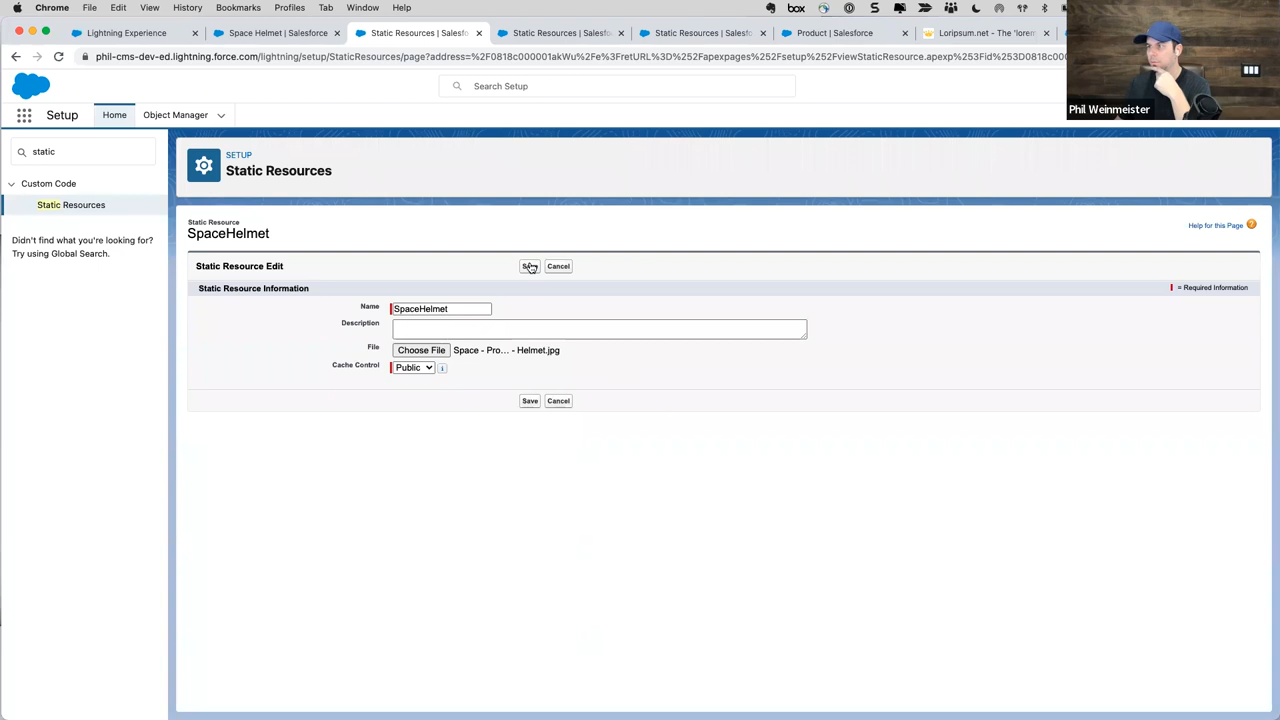 Chrome File Edit View History Bookmarks Profiles Tab Window Help
Lightning Experience
Space Helmet | Salesforce
Static Resources | Salesfo
Static Resources | Salesfo
Static Resources | Salesfo
Product | Salesforce
Loripsum.net - The 'lorem
phil-cms-dev-ed.lightning.force.com/lightning/setup/StaticResources/page?address=%2F0818c000001akWu%2Fe%3FretURL%3D%2Fapexpages%2Fsetup%2FviewStaticResource.apexp%3Fid%253D0818c00
Phil Weinmeister
Search Setup
Setup
Home
Object Manager
static
Custom Code
Static Resources
Didn't find what you're looking for?
Try using Global Search.
SETUP
Static Resources
Static Resource
SpaceHelmet
Help for this Page
Static Resource Edit
Cancel
Static Resource Information
= Required Information
Name SpaceHelmet
Description
File Choose File Space - Pro... - Helmet.jpg
Cache Control Public
Save Cancel